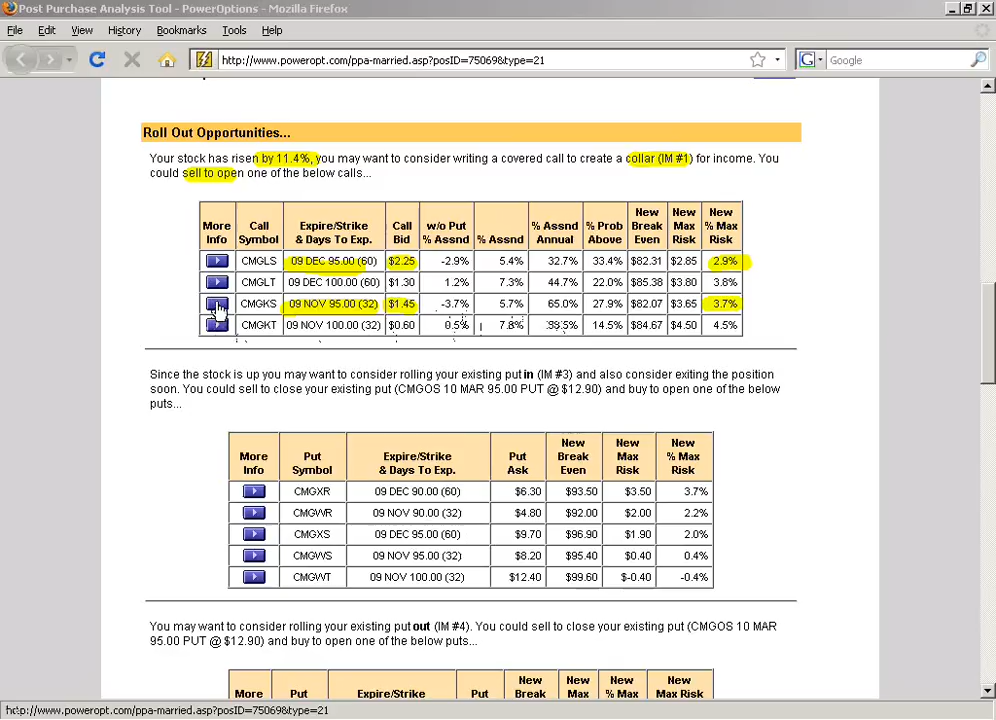 Post Purchase Analysis Tool - PowerOptions - Mozilla Firefox
File Edit View History Bookmarks Tools Help
http://www.poweropt.com/ppa-married.asp?posID=75069&type=21
G Google
Roll Out Opportunities...
Your stock has risen by 11.4%, you may want to consider writing a covered call to create a collar (IM #1) for income. You
could sell to open one of the below calls...
More Info Call Symbol Expire/Strike & Days To Exp. Call Bid w/o Put % Assnd % Assnd % Assnd Annual % Prob Above New Break Even New Max Risk New % Max Risk
CMGLS 09 DEC 95.00 (60) $2.25 -2.9% 5.4% 32.7% 33.4% $82.31 $2.85 2.9%
CMGLT 09 DEC 100.00 (60) $1.30 1.2% 7.3% 44.7% 22.0% $85.38 $3.80 3.8%
CMGKS 09 NOV 95.00 (32) $1.45 -3.7% 5.7% 65.0% 27.9% $82.07 $3.65 3.7%
CMGKT 09 NOV 100.00 (32) $0.60 0.5% 7.8% 14.5% $84.67 $4.50 4.5%
Since the stock is up you may want to consider rolling your existing put in (IM #3) and also consider exiting the position
soon. You could sell to close your existing put (CMGOS 10 MAR 95.00 PUT @ $12.90) and buy to open one of the below
puts...
More Info Put Symbol Expire/Strike & Days To Exp. Put Ask New Break Even New Max Risk New % Max Risk
CMGXR 09 DEC 90.00 (60) $6.30 $93.50 $3.50 3.7%
CMGWR 09 NOV 90.00 (32) $4.80 $92.00 $2.00 2.2%
CMGXS 09 DEC 95.00 (60) $9.70 $96.90 $1.90 2.0%
CMGWS 09 NOV 95.00 (32) $8.20 $95.40 $0.40 0.4%
CMGWT 09 NOV 100.00 (32) $12.40 $99.60 $-0.40 -0.4%
You may want to consider rolling your existing put out (IM #4). You could sell to close your existing put (CMGOS 10 MAR
95.00 PUT @ $12.90) and buy to open one of the below puts...
More Put Expire/Strike Put New Break New Max New % Max New Max Risk
http://www.poweropt.com/ppa-married.asp?posID=75069&type=21